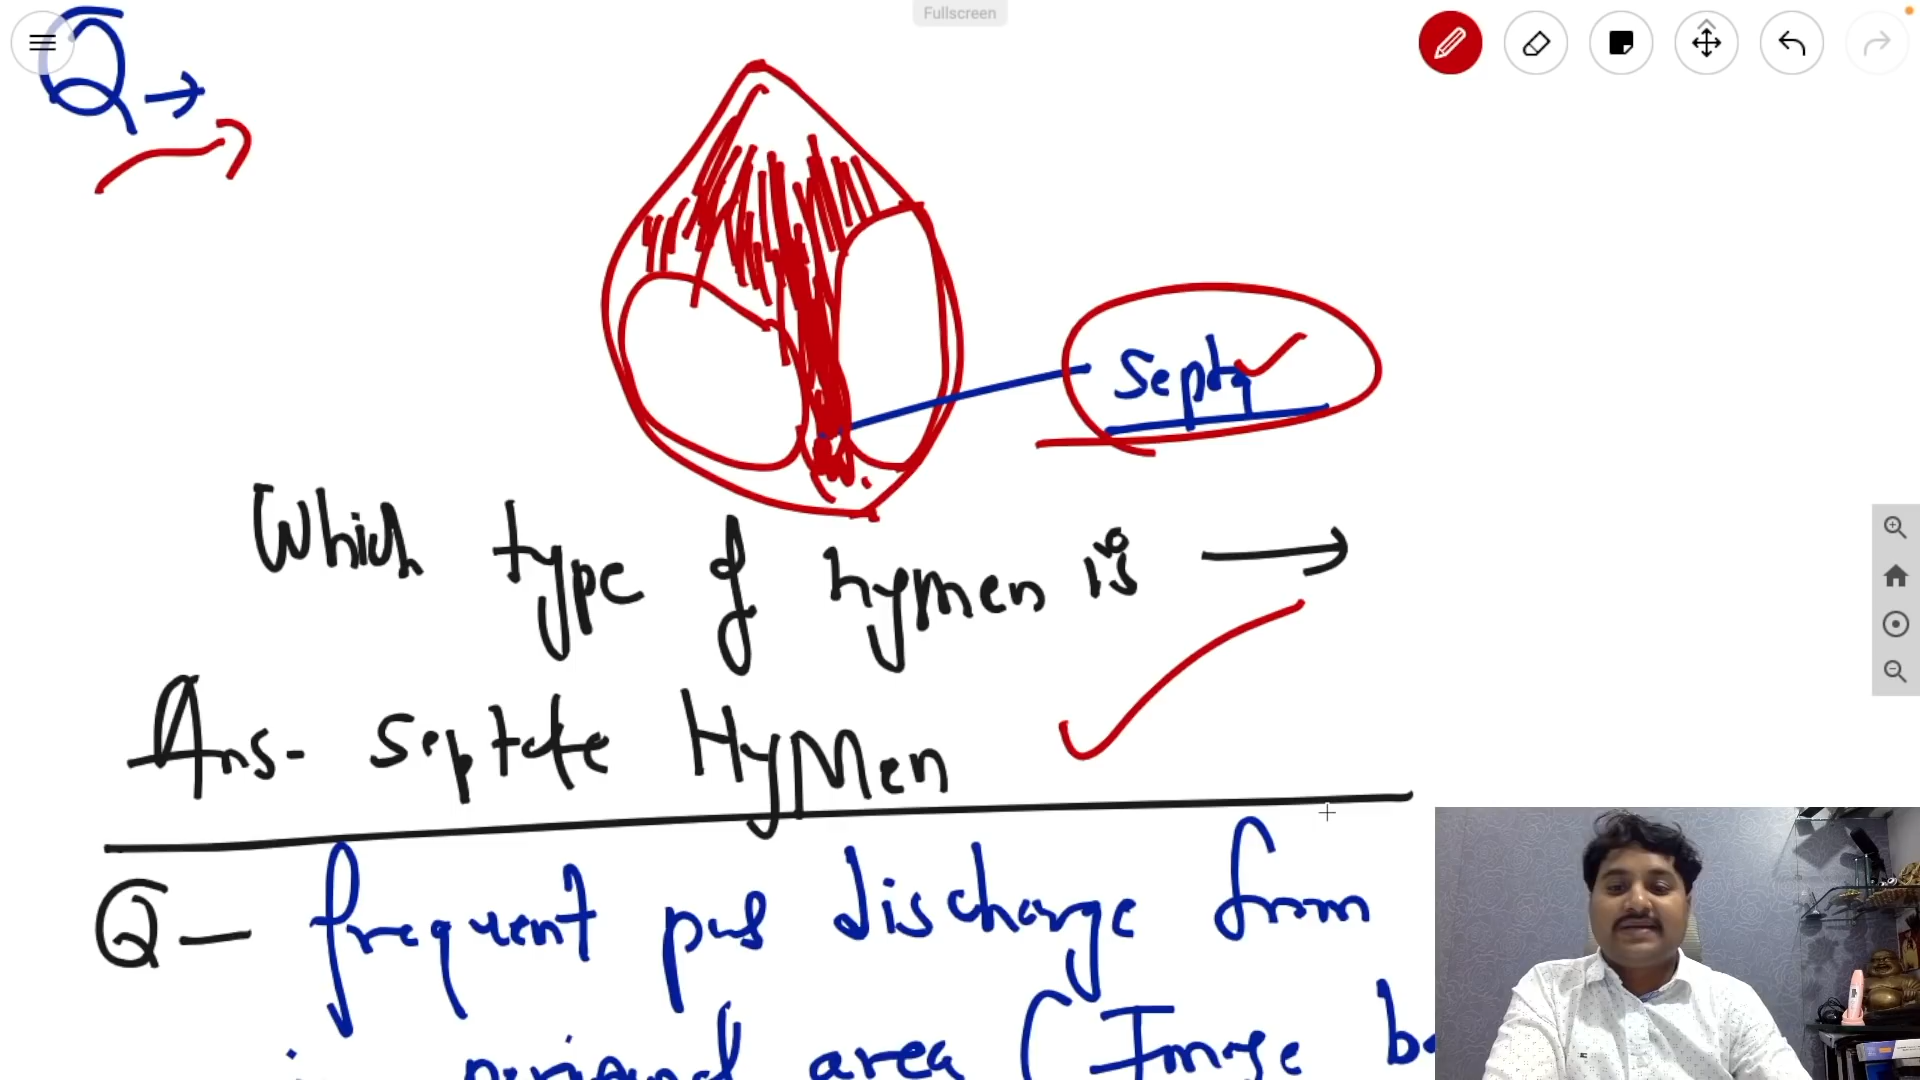 Fullscreen
Q →
Septa
Which type of hymen is →
Ans- Septate HyMen
Q - frequent pus discharge from
area ( Image